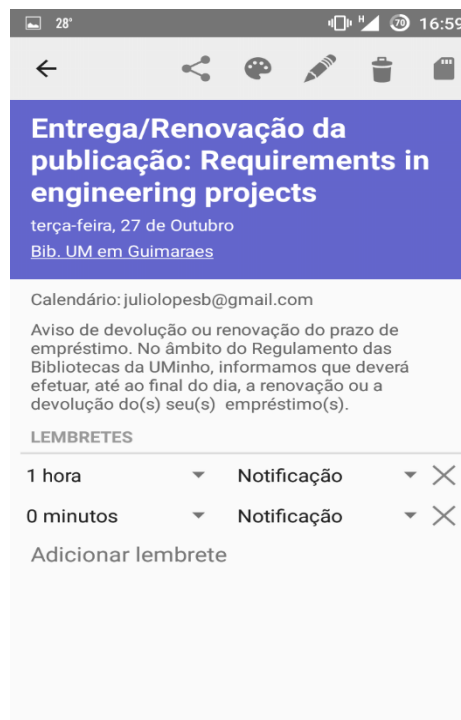 28° H 70 16:59
Entrega/Renovação da
publicação: Requirements in
engineering projects
terça-feira, 27 de Outubro
Bib. UM em Guimaraes
Calendário: juliolopesb@gmail.com
Aviso de devolução ou renovação do prazo de
empréstimo. No âmbito do Regulamento das
Bibliotecas da UMinho, informamos que deverá
efetuar, até ao final do dia, a renovação ou a
devolução do(s) seu(s) empréstimo(s).
LEMBRETES
1 hora Notificação
0 minutos Notificação
Adicionar lembrete